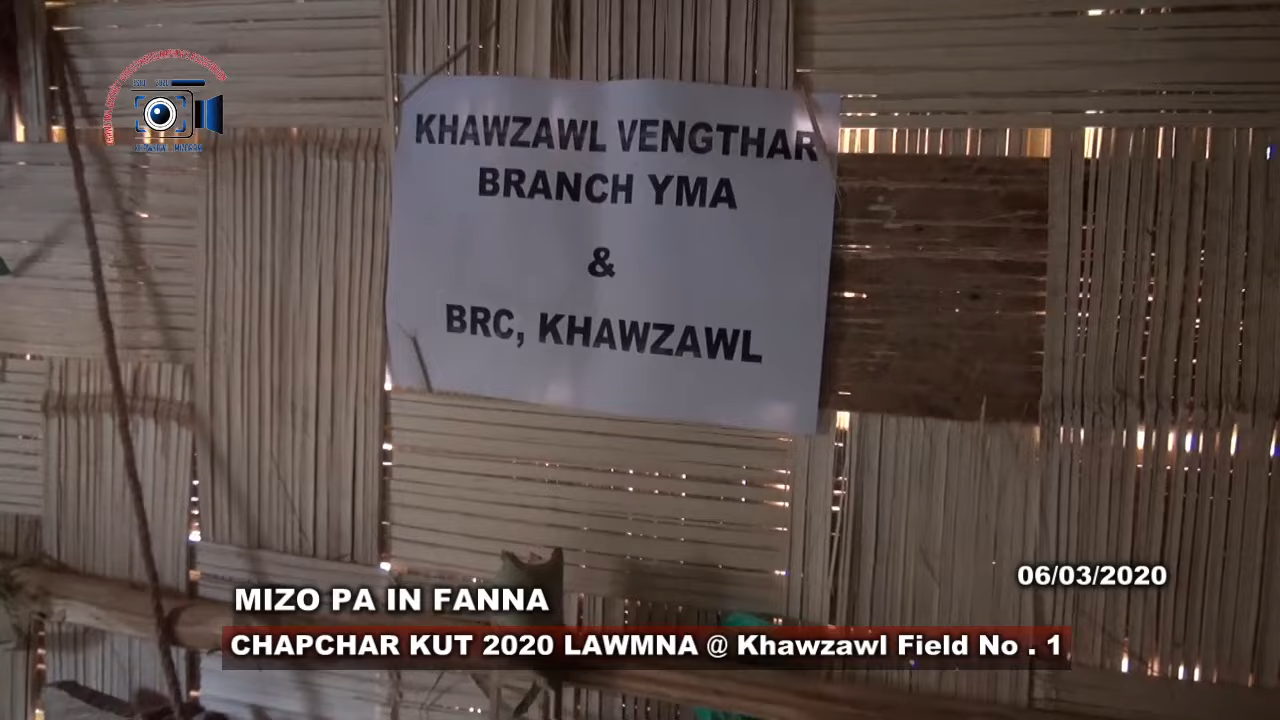 KHAWZAWL VENGTHAR
BRANCH YMA
&
BRC, KHAWZAWL
06/03/2020
MIZO PA IN FANNA
CHAPCHAR KUT 2020 LAWMNA @ Khawzawl Field No . 1